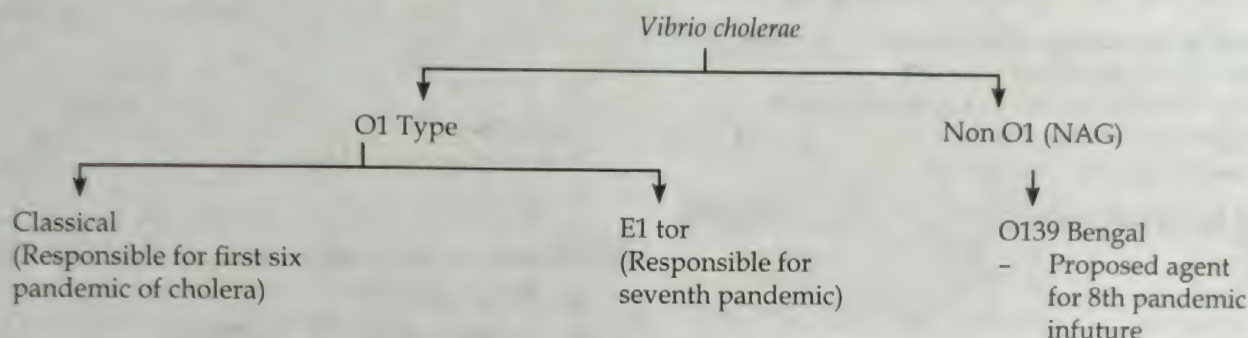 Vibrio cholerae
O1 Type
Non O1 (NAG)
Classical
(Responsible for first six
pandemic of cholera)
E1 tor
(Responsible for
seventh pandemic)
O139 Bengal
– Proposed agent
for 8th pandemic
infuture